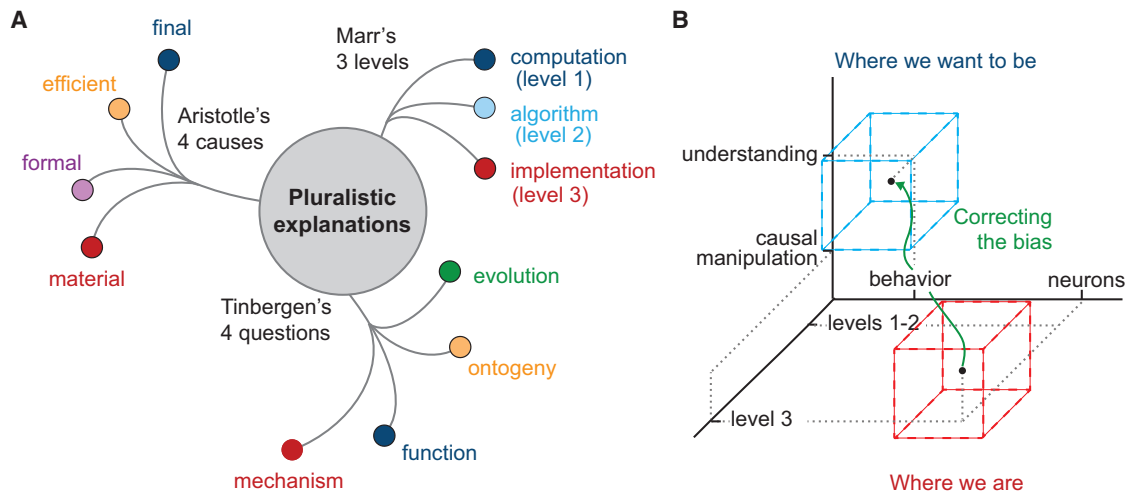 A
final
efficient
Aristotle's
4 causes
formal
material
Marr's
3 levels
computation
(level 1)
algorithm
(level 2)
implementation
(level 3)
Pluralistic
explanations
Tinbergen's
4 questions
evolution
ontogeny
function
mechanism
B
Where we want to be
understanding
causal
manipulation
Correcting
the bias
behavior
neurons
levels 1-2
level 3
Where we are